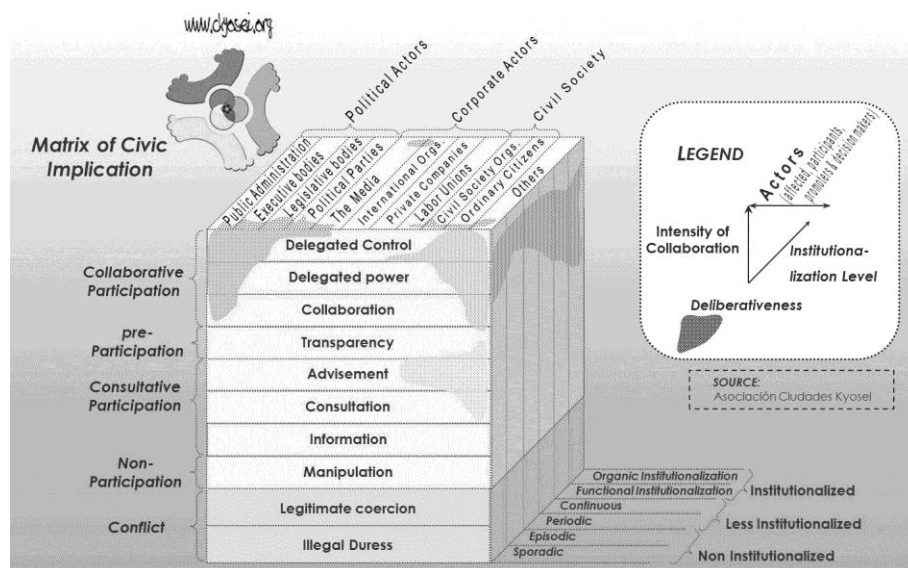 www.ckyosei.org
Matrix of Civic
Implication
Political Actors
Corporate Actors
Civil Society
Public Administration
Executive bodies
Legislative bodies
Political Parties
The Media
International Orgs.
Private Companies
Labor Unions
Civil Society Orgs.
Ordinary Citizens
Others
Collaborative
Participation
Delegated Control
Delegated power
Collaboration
pre-
Participation
Transparency
Consultative
Participation
Advisement
Consultation
Information
Non-
Participation
Manipulation
Conflict
Legitimate coercion
Illegal Duress
Organic Institutionalization
Functional Institutionalization
Continuous
Periodic
Episodic
Sporadic
Institutionalized
Less Institutionalized
Non Institutionalized
LEGEND
Actors
(affected, participants,
promoters & decision makers)
Intensity of
Collaboration
Instituciona-
lization Level
Deliberativeness
SOURCE:
Asociación Ciudades Kyosei